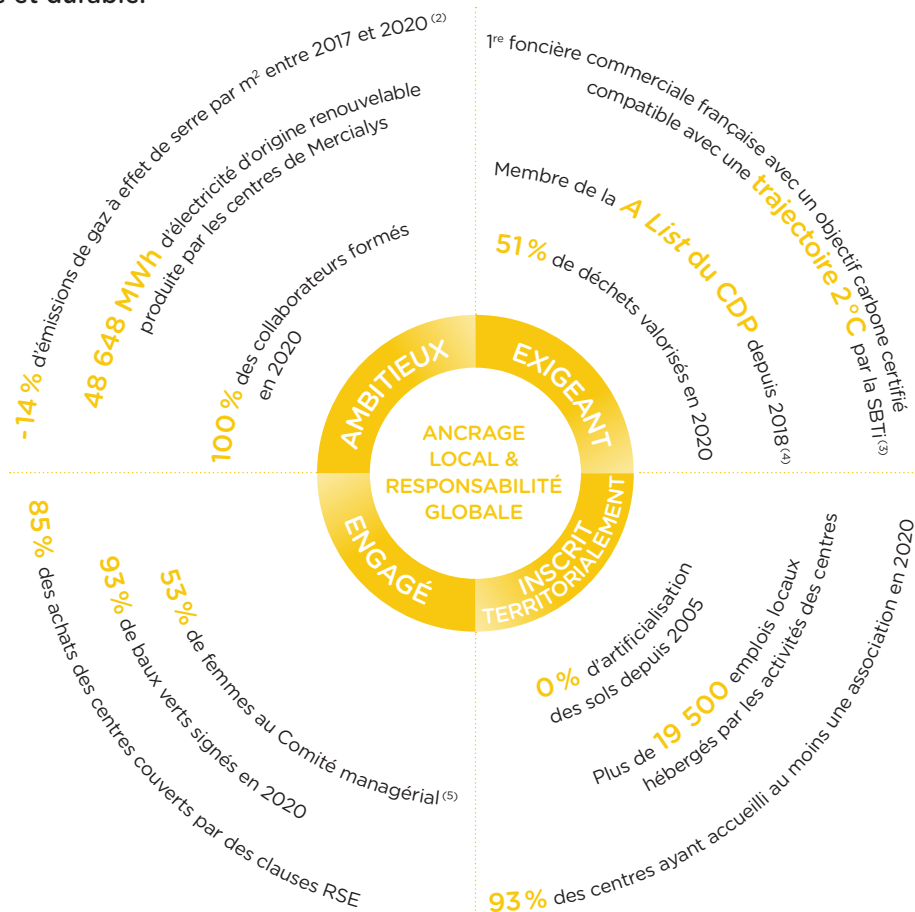 et durable.
-14 % d'émissions de gaz à effet de serre par m² entre 2017 et 2020 (2)
48 648 MWh d'électricité d'origine renouvelable
produite par les centres de Mercialys
100 % des collaborateurs formés
en 2020
1re foncière commerciale française avec un objectif carbone certifié
compatible avec une trajectoire 2 °C par la SBTi (3)
Membre de la A List du CDP depuis 2018 (4)
51 % de déchets valorisés en 2020
AMBITIEUX
EXIGEANT
ANCRAGE
LOCAL &
RESPONSABILITÉ
GLOBALE
ENGAGÉ
INSCRIT
TERRITORIALEMENT
53 % de femmes au Comité managérial (5)
93 % de baux verts signés en 2020
85 % des achats des centres couverts par des clauses RSE
0 % d'artificialisation
des sols depuis 2005
Plus de 19 500 emplois locaux
hébergés par les activités des centres
93 % des centres ayant accueilli au moins une association en 2020